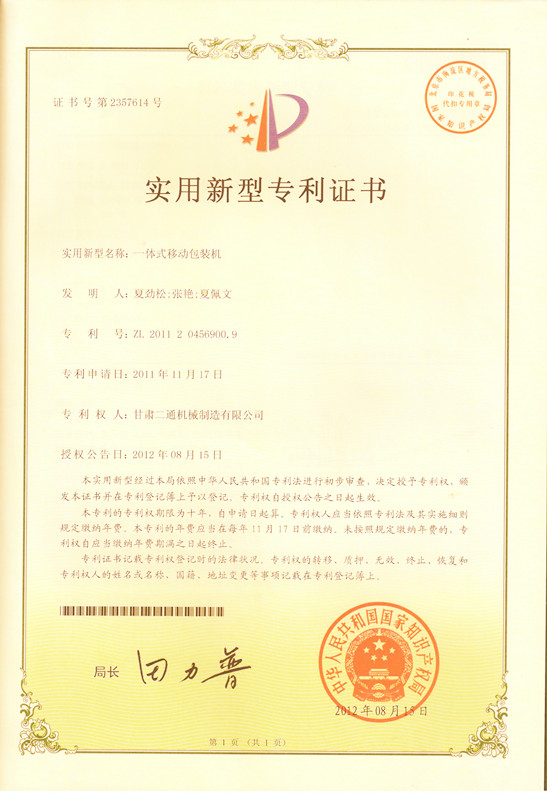 证书号第2357614号
印花税
代扣专用章
国家知识产权局
实用新型专利证书
实用新型名称：一体式移动包装机
发明人：夏劲松;张艳;夏佩文
专利号：ZL 2011 2 0456900.9
专利申请日：2011年11月17日
专利权人：甘肃二通机械制造有限公司
授权公告日：2012年08月15日
本实用新型经过本局依照中华人民共和国专利法进行初步审查，决定授予专利权，颁
发本证书并在专利登记簿上予以登记。专利权自授权公告之日起生效。
本专利的专利权期限为十年，自申请日起算。专利权人应当依照专利法及其实施细则
规定缴纳年费。本专利的年费应当在每年11月17日前缴纳。未按照规定缴纳年费的，专
利权自应当缴纳年费期满之日起终止。
专利证书记载专利权登记时的法律状况。专利权的转移、质押、无效、终止、恢复和
专利权人的姓名或名称、国籍、地址变更等事项记载在专利登记簿上。
局长
田力普
中华人民共和国国家知识产权局
2012年08月15日
第1页（共1页）